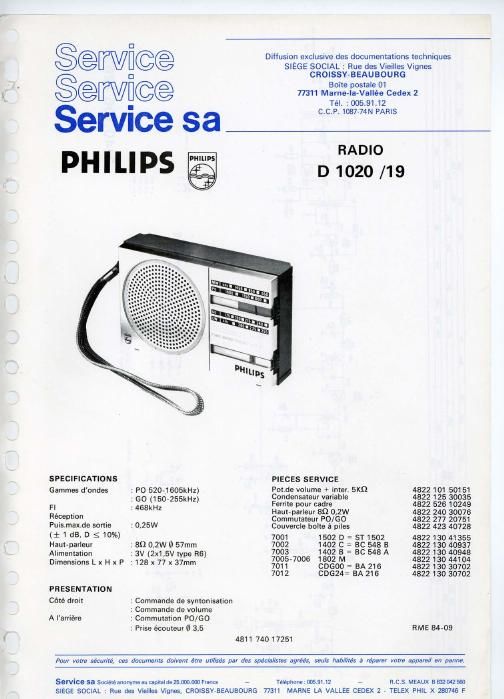 Service
Service
Service sa
Diffusion exclusive des documentations techniques
SIÈGE SOCIAL : Rue des Vieilles Vignes
CROISSY-BEAUBOURG
Boîte postale 01
77311 Marne-la-Vallée Cedex 2
Tél. : 005.91.12
C.C.P. 1087-74N PARIS
PHILIPS
PHILIPS
RADIO
D 1020 /19
PHILIPS
SPECIFICATIONS
Gammes d'ondes : PO 520-1605kHz)
: GO (150-255kHz)
FI : 468kHz
Réception
Puis.max.de sortie : 0,25W
(± 1 dB, D ≤ 10%)
Haut-parleur : 8Ω 0,2W Ø 57mm
Alimentation : 3V (2x1,5V type R6)
Dimensions L x H x P : 128 x 77 x 37mm
PRESENTATION
Côté droit : Commande de syntonisation
: Commande de volume
A l'arrière : Commutation PO/GO
: Prise écouteur Ø 3,5
PIECES SERVICE
Pot.de volume + inter. 5KΩ 4822 101 50151
Condensateur variable 4822 125 30035
Ferrite pour cadre 4822 526 10249
Haut-parleur 8Ω 0,2W 4822 240 30076
Commutateur PO/GO 4822 277 20751
Couvercle boîte à piles 4822 423 40728
7001 1502 D = ST 1502 4822 130 41355
7002 1402 C = BC 548 B 4822 130 40937
7003 1402 B = BC 548 A 4822 130 40948
7005-7006 1802 M 4822 130 44104
7011 CDG00 = BA 216 4822 130 30702
7012 CDG24 = BA 216 4822 130 30702
RME 84-09
4811 740 17251
Pour votre sécurité, ces documents doivent être utilisés par des spécialistes agréés, seuls habilités à réparer votre appareil en panne.
Service sa Société anonyme au capital de 25.000.000 Francs – Téléphone : 005.91.12 – R.C.S. MEAUX B 632 042 560
SIÈGE SOCIAL : Rue des Vieilles Vignes, CROISSY-BEAUBOURG 77311 MARNE LA VALLÉE CEDEX 2 - TELEX PHIL X 280746 F